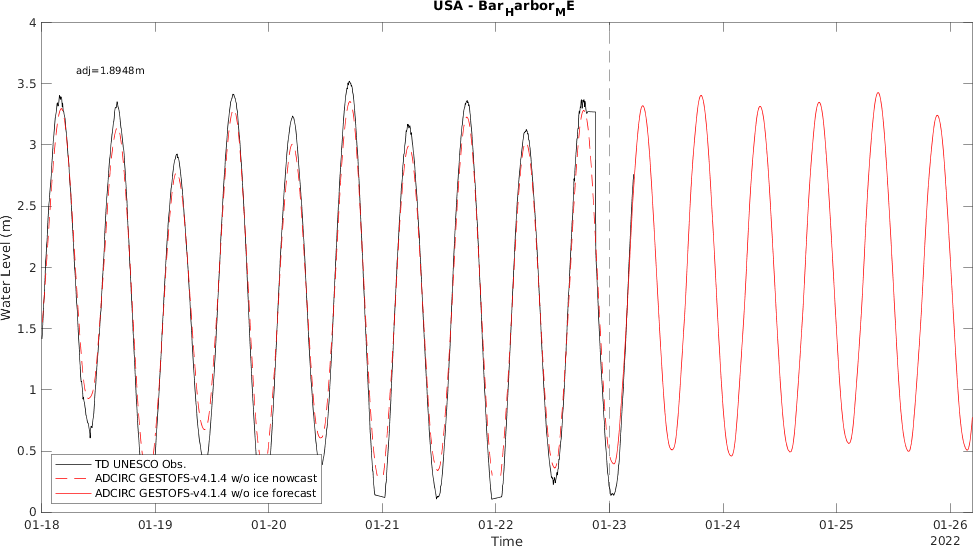 USA - Bar_Harbor_ME
adj=1.8948m
Water Level (m)
4
3.5
3
2.5
2
1.5
1
0.5
0
TD UNESCO Obs.
ADCIRC GESTOFS-v4.1.4 w/o ice nowcast
ADCIRC GESTOFS-v4.1.4 w/o ice forecast
01-18 01-19 01-20 01-21 01-22 01-23 01-24 01-25 01-26
Time
2022